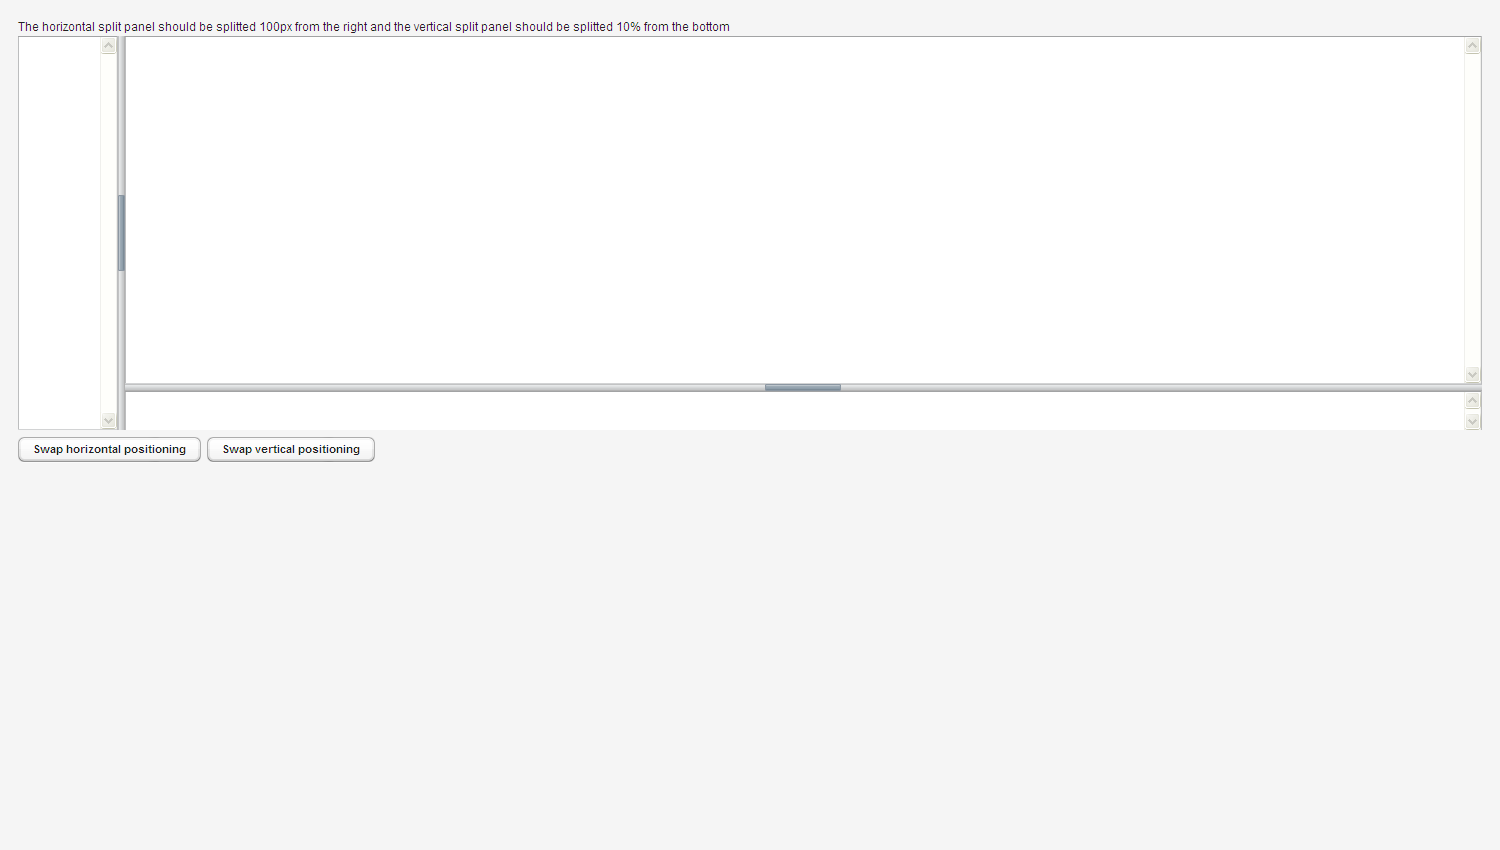 The horizontal split panel should be splitted 100px from the right and the vertical split panel should be splitted 10% from the bottom
Swap horizontal positioning
Swap vertical positioning